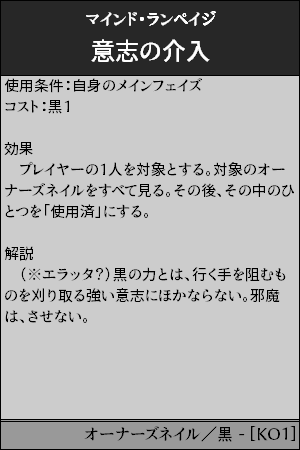 マインド・ランペイジ
意志の介入
使用条件：自身のメインフェイズ
コスト：黒１
効果
　プレイヤーの１人を対象とする。対象のオー
ナーズネイルをすべて見る。その後、その中のひ
とつを「使用済」にする。
解説
　（※エラッタ？）黒の力とは、行く手を阻むも
のを刈り取る強い意志にほかならない。邪魔
は、させない。
オーナーズネイル／黒 －［KO1］